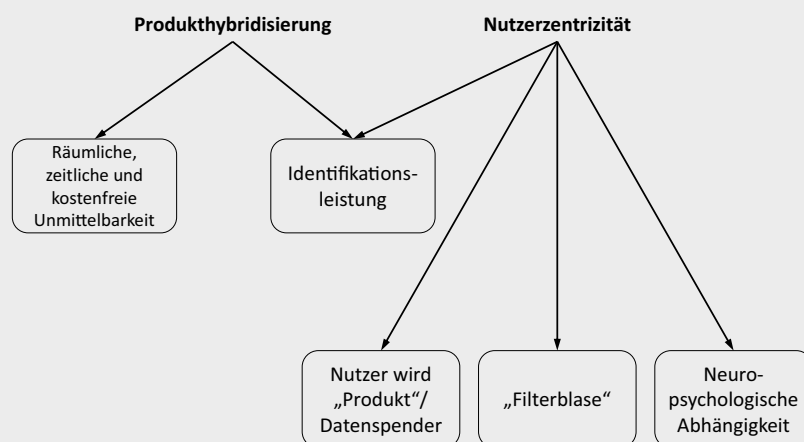 Produkthybridisierung
Nutzerzentrizität
Räumliche,
zeitliche und
kostenfreie
Unmittelbarkeit
Identifikations-
leistung
Nutzer wird
„Produkt“/
Datenspender
„Filterblase“
Neuro-
psychologische
Abhängigkeit